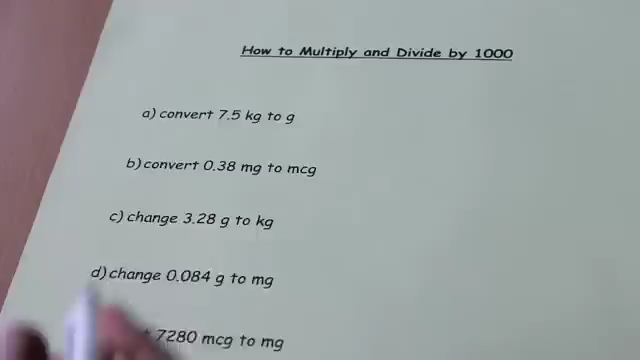 How to Multiply and Divide by 1000
a) convert 7.5 kg to g
b) convert 0.38 mg to mcg
c) change 3.28 g to kg
d) change 0.084 g to mg
7280 mcg to mg